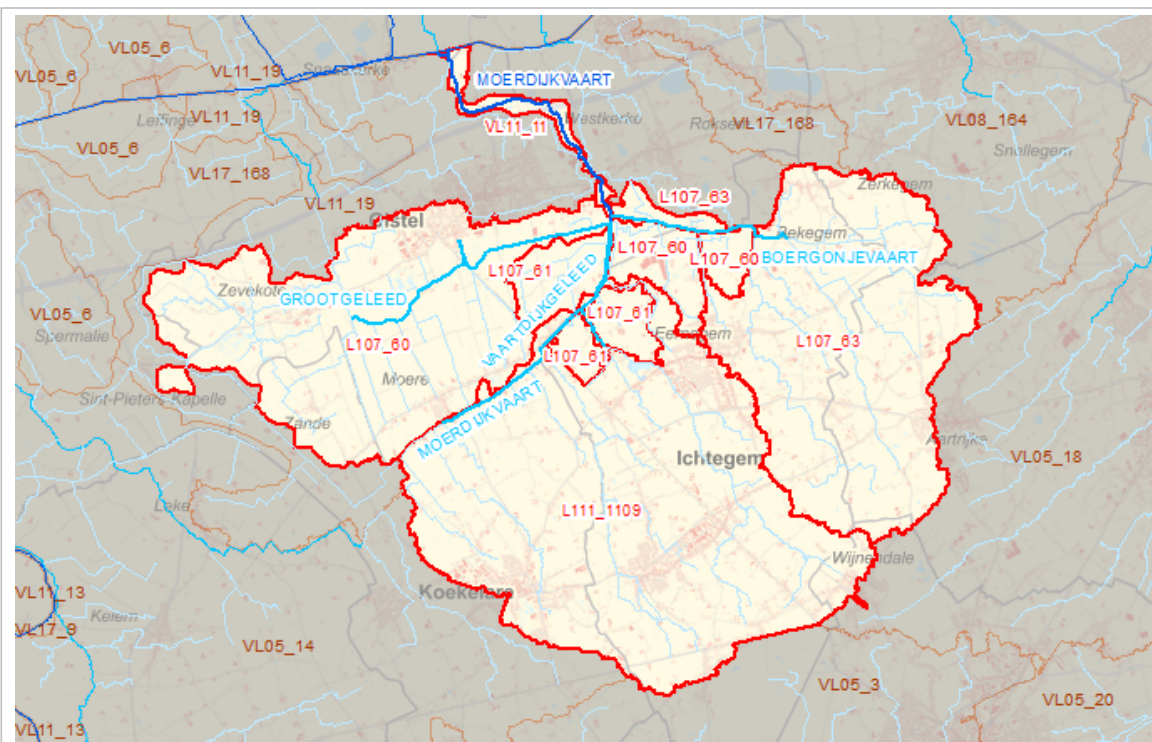 VL05_6
VL05_6
VL11_19
Snaaskerke
MOERDIJKVAART
Leffinge
VL11_19
VL11_11
Westkerke
VL17_168
VL08_164
VL05_6
Snellegem
VL17_168
Zerkegem
VL11_19
L107_63
Gistel
Bekegem
L107_60
L107_60
BOERGONJEVAART
L107_61
Zevekote
GROOTGELEED
VAARTDIJKGELEED
VL05_6
L107_61
Spermalie
Eernegem
L107_60
L107_61
L107_63
Moere
Sint-Pieters-Kapelle
MOERDIJKVAART
Zande
Aartrijke
Ichtegem
VL05_18
Leke
L111_1109
Wijnendale
VL11_13
Koekelare
Keiem
VL17_9
VL05_14
VL05_3
VL05_20
VL11_13